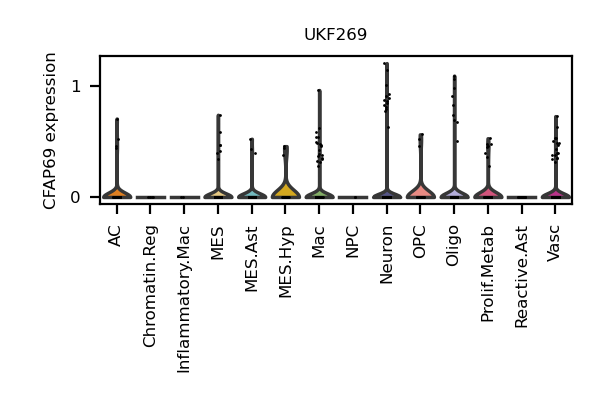 UKF269
CFAP69 expression
1
0
AC
Chromatin.Reg
Inflammatory.Mac
MES
MES.Ast
MES.Hyp
Mac
NPC
Neuron
OPC
Oligo
Prolif.Metab
Reactive.Ast
Vasc